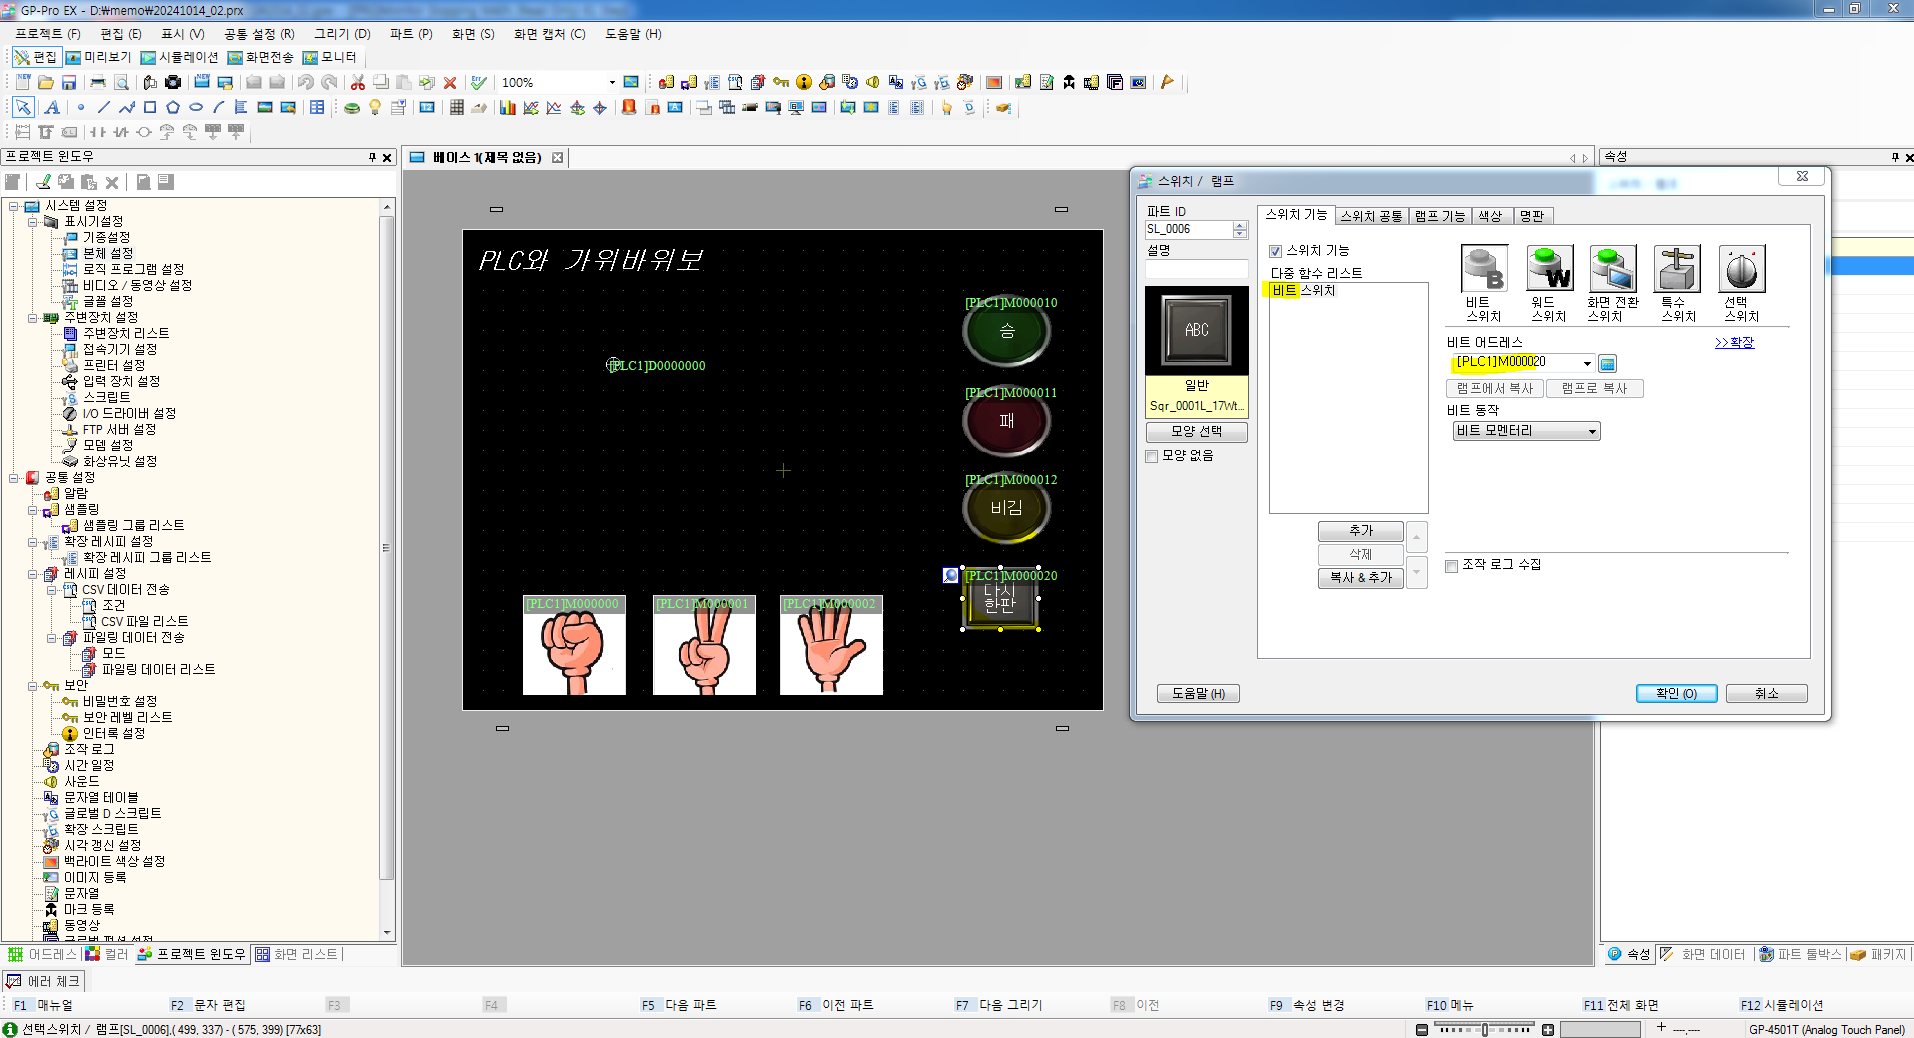 GP-Pro EX - D:₩memo₩20241014_02.prx
프로젝트 (F) 편집 (E) 표시 (V) 공통 설정 (R) 그리기 (D) 파트 (P) 화면 (S) 화면 캡처 (C) 도움말 (H)
편집 미리보기 시뮬레이션 화면전송 모니터
100%
프로젝트 윈도우
시스템 설정
표시기설정
기종설정
본체 설정
로직 프로그램 설정
비디오 / 동영상 설정
글꼴 설정
주변장치 설정
주변장치 리스트
접속기기 설정
프린터 설정
입력 장치 설정
스크립트
I/O 드라이버 설정
FTP 서버 설정
모뎀 설정
화상유닛 설정
공통 설정
알람
샘플링
샘플링 그룹 리스트
확장 레시피 설정
확장 레시피 그룹 리스트
레시피 설정
CSV 데이터 전송
조건
CSV 파일 리스트
파일링 데이터 전송
모드
파일링 데이터 리스트
보안
비밀번호 설정
보안 레벨 리스트
인터록 설정
조작 로그
시간 일정
사운드
문자열 테이블
글로벌 D 스크립트
확장 스크립트
시각 갱신 설정
백라이트 색상 설정
이미지 등록
문자열
마크 등록
동영상
어드레스 컬러 프로젝트 윈도우 화면 리스트
베이스 1(제목 없음)
PLC와 가위바위보
[PLC1]D0000000
[PLC1]M000010
승
[PLC1]M000011
패
[PLC1]M000012
비김
[PLC1]M000020
다시
한판
[PLC1]M000000 [PLC1]M000001 [PLC1]M000002
스위치 / 램프
파트 ID
SL_0006
설명
ABC
일반
Sqr_0001L_17Wt...
모양 선택
모양 없음
스위치 기능 스위치 공통 램프 기능 색상 명판
스위치 기능
다중 함수 리스트
비트 스위치
비트 스위치
워드 스위치
화면 전환 스위치
특수 스위치
선택 스위치
비트 어드레스
>>확장
[PLC1]M000020
램프에서 복사 램프로 복사
비트 동작
비트 모멘터리
추가
삭제
복사 & 추가
조작 로그 수집
도움말 (H) 확인 (O) 취소
속성
속성 화면 데이터 파트 툴박스 패키지
에러 체크
F1 매뉴얼 F2 문자 편집 F3 F4 F5 다음 파트 F6 이전 파트 F7 다음 그리기 F8 이전 F9 속성 변경 F10 메뉴 F11 전체 화면 F12 시뮬레이션
선택스위치 / 램프[SL_0006],( 499, 337) - ( 575, 399) [77x63] ----,---- GP-4501T (Analog Touch Panel)